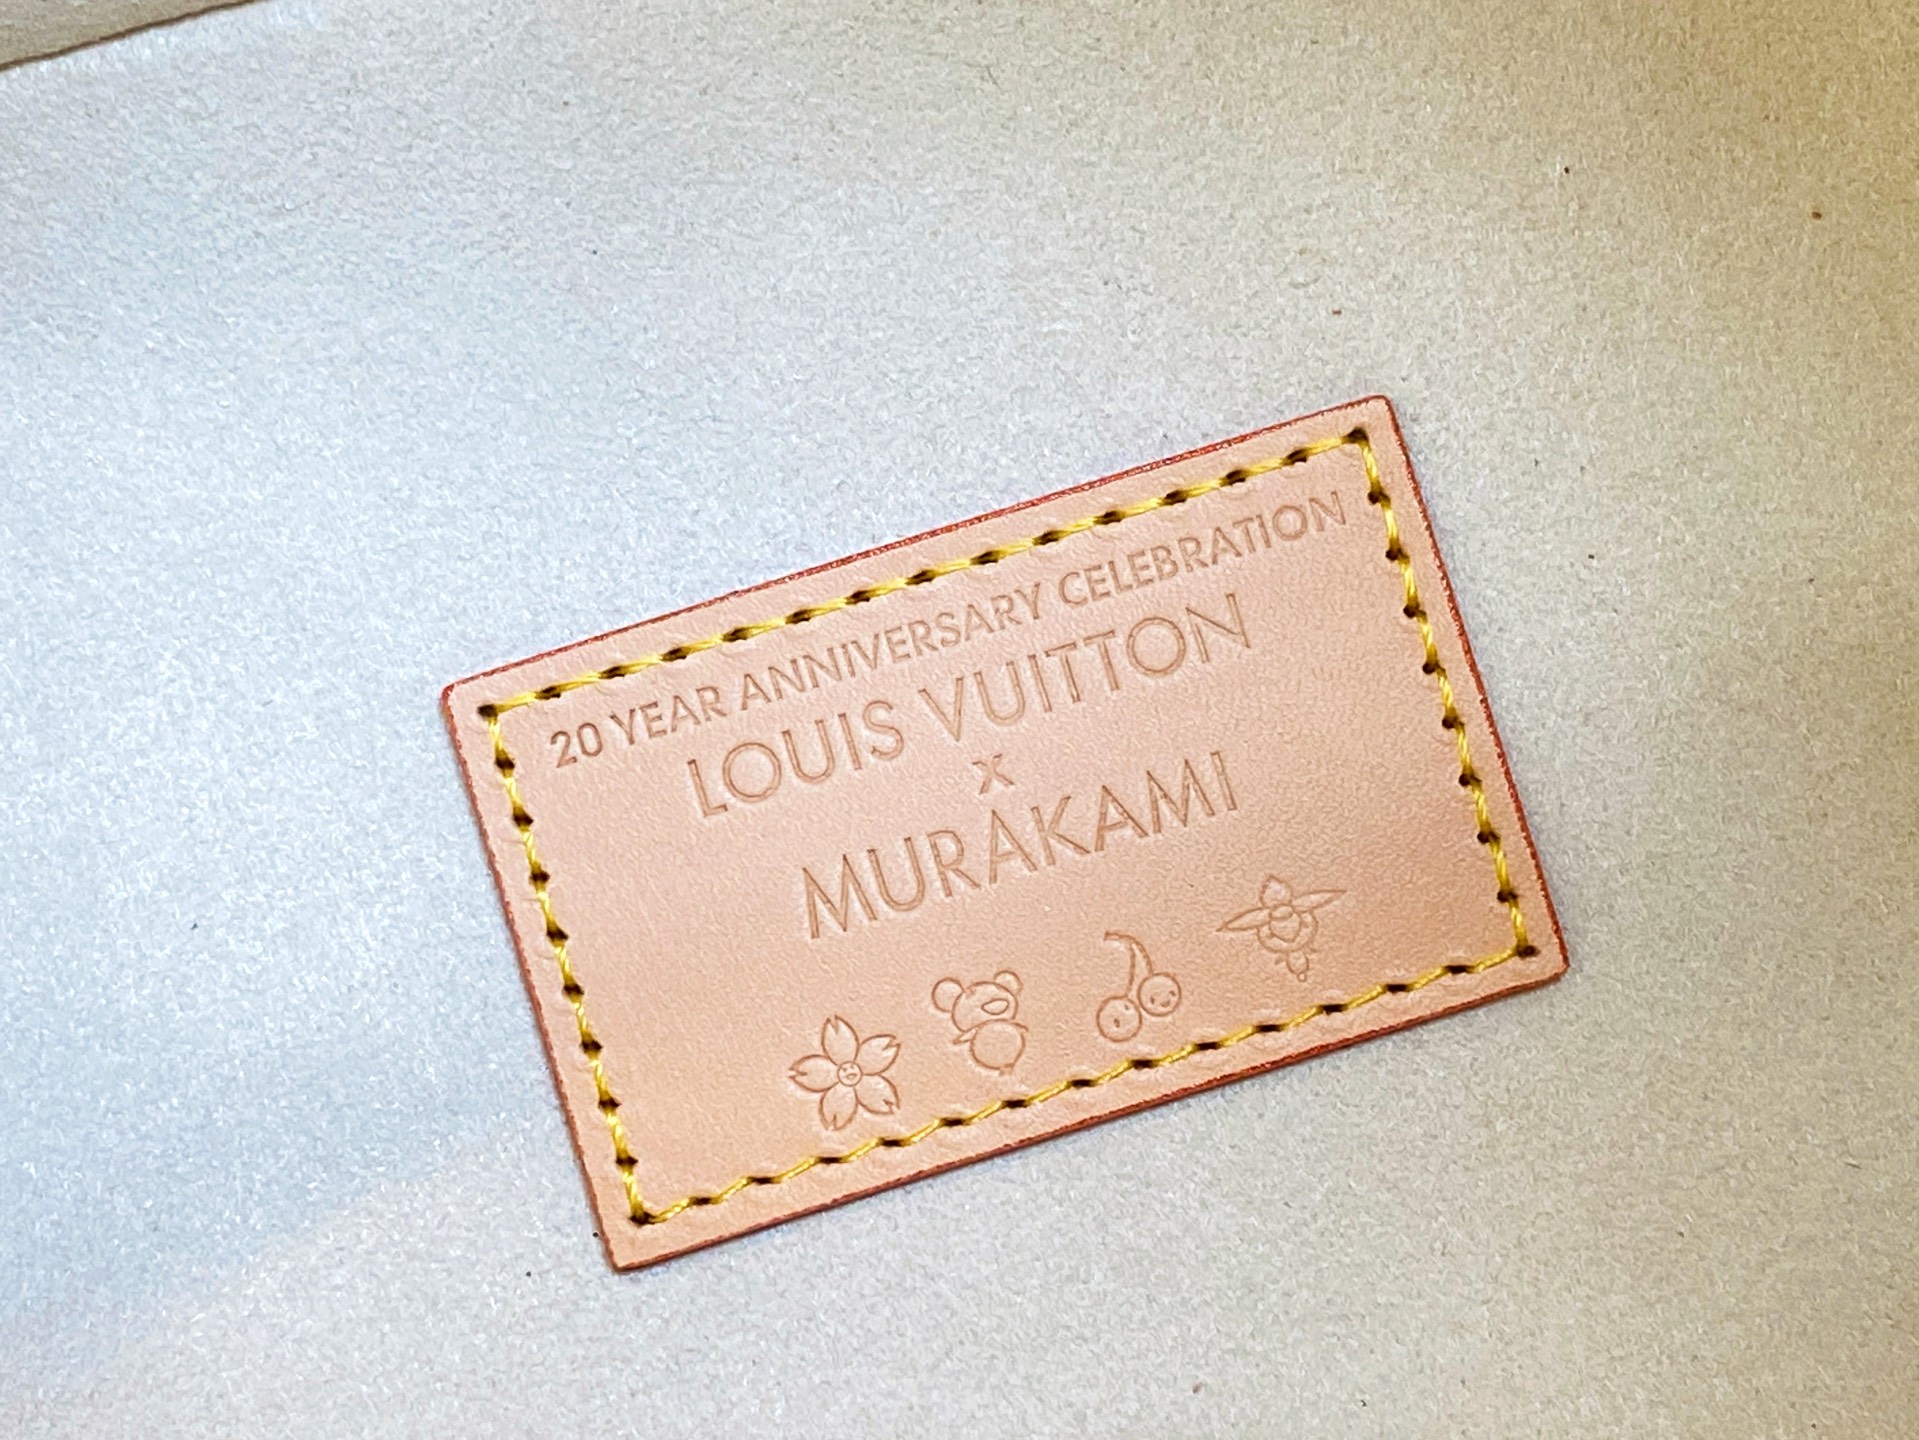 20 YEAR ANNIVERSARY CELEBRATION
LOUIS VUITTON
x
MURAKAMI